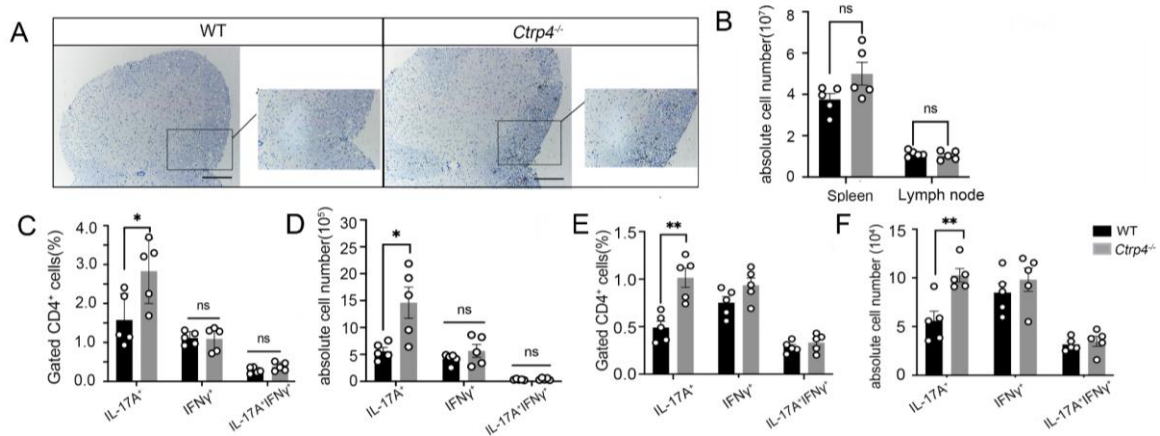 A
WT
Ctrp4-/-
B
absolute cell number(10⁷)
8
6
4
2
0
ns
ns
Spleen
Lymph node
C
Gated CD4⁺ cells(%)
4.0
3.0
2.0
1.0
0.0
*
ns
ns
IL-17A⁺
IFNγ⁺
IL-17A⁺IFNγ⁺
D
absolute cell number(10⁵)
30
25
20
15
10
5
0
*
ns
ns
IL-17A⁺
IFNγ⁺
IL-17A⁺IFNγ⁺
E
Gated CD4⁺ cells(%)
1.5
1.0
0.5
0.0
**
IL-17A⁺
IFNγ⁺
IL-17A⁺IFNγ⁺
F
absolute cell number (10⁴)
15
10
5
0
**
IL-17A⁺
IFNγ⁺
IL-17A⁺IFNγ⁺
WT
Ctrp4-/-